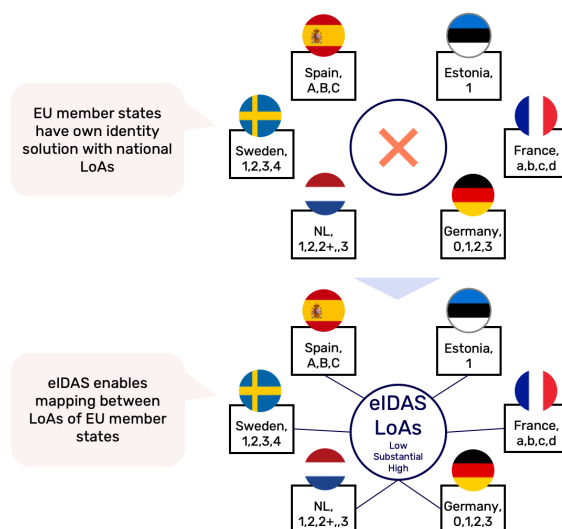 Spain,
A,B,C
Estonia,
1
EU member states
have own identity
solution with national
LoAs
Sweden,
1,2,3,4
France,
a,b,c,d
NL,
1,2,2+,,3
Germany,
0,1,2,3
Spain,
A,B,C
Estonia,
1
eIDAS enables
mapping between
LoAs of EU member
states
Sweden,
1,2,3,4
eIDAS
LoAs
Low
Substantial
High
France,
a,b,c,d
NL,
1,2,2+,,3
Germany,
0,1,2,3